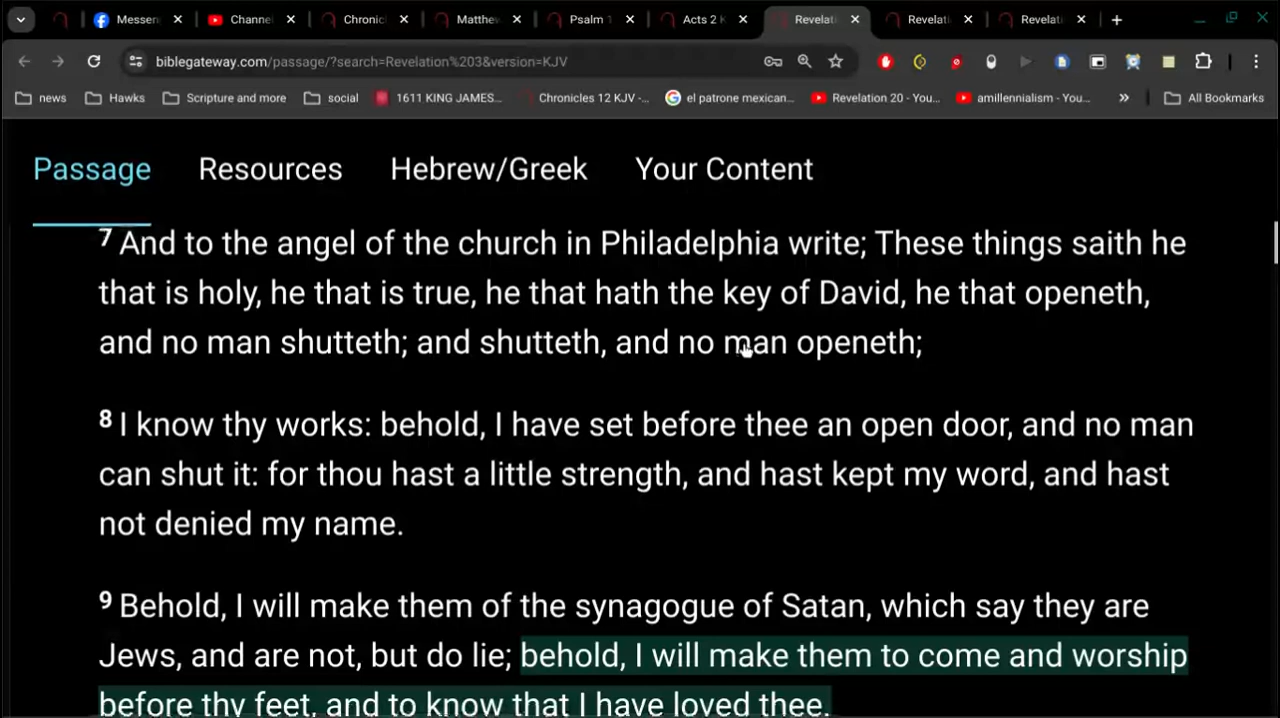 Messen
Channel
Chronic
Matthew
Psalm 1
Acts 2 K
Revelati
Revelati
Revelati
biblegateway.com/passage/?search=Revelation%203&version=KJV
news
Hawks
Scripture and more
social
1611 KING JAMES...
Chronicles 12 KJV -...
el patrone mexican...
Revelation 20 - You...
amillennialism - You...
»
All Bookmarks
Passage Resources Hebrew/Greek Your Content
7 And to the angel of the church in Philadelphia write; These things saith he
that is holy, he that is true, he that hath the key of David, he that openeth,
and no man shutteth; and shutteth, and no man openeth;
8 I know thy works: behold, I have set before thee an open door, and no man
can shut it: for thou hast a little strength, and hast kept my word, and hast
not denied my name.
9 Behold, I will make them of the synagogue of Satan, which say they are
Jews, and are not, but do lie; behold, I will make them to come and worship
before thy feet, and to know that I have loved thee.